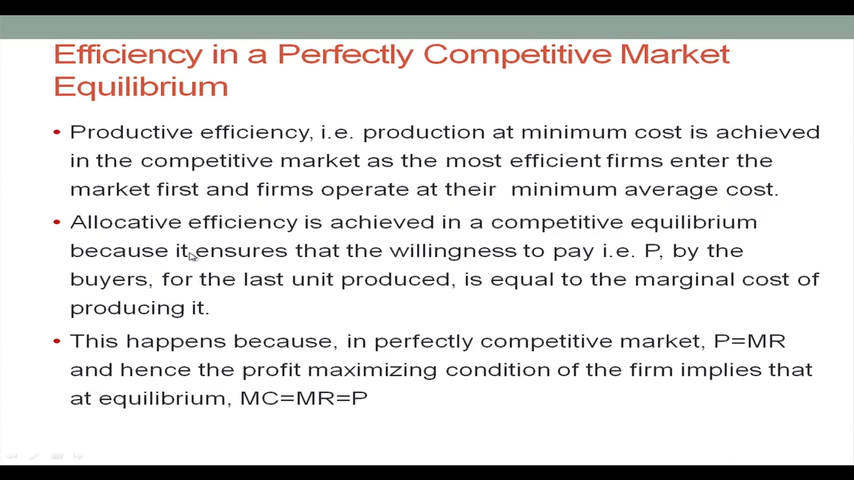 Efficiency in a Perfectly Competitive Market
Equilibrium
• Productive efficiency, i.e. production at minimum cost is achieved
in the competitive market as the most efficient firms enter the
market first and firms operate at their minimum average cost.
• Allocative efficiency is achieved in a competitive equilibrium
because it ensures that the willingness to pay i.e. P, by the
buyers, for the last unit produced, is equal to the marginal cost of
producing it.
• This happens because, in perfectly competitive market, P=MR
and hence the profit maximizing condition of the firm implies that
at equilibrium, MC=MR=P